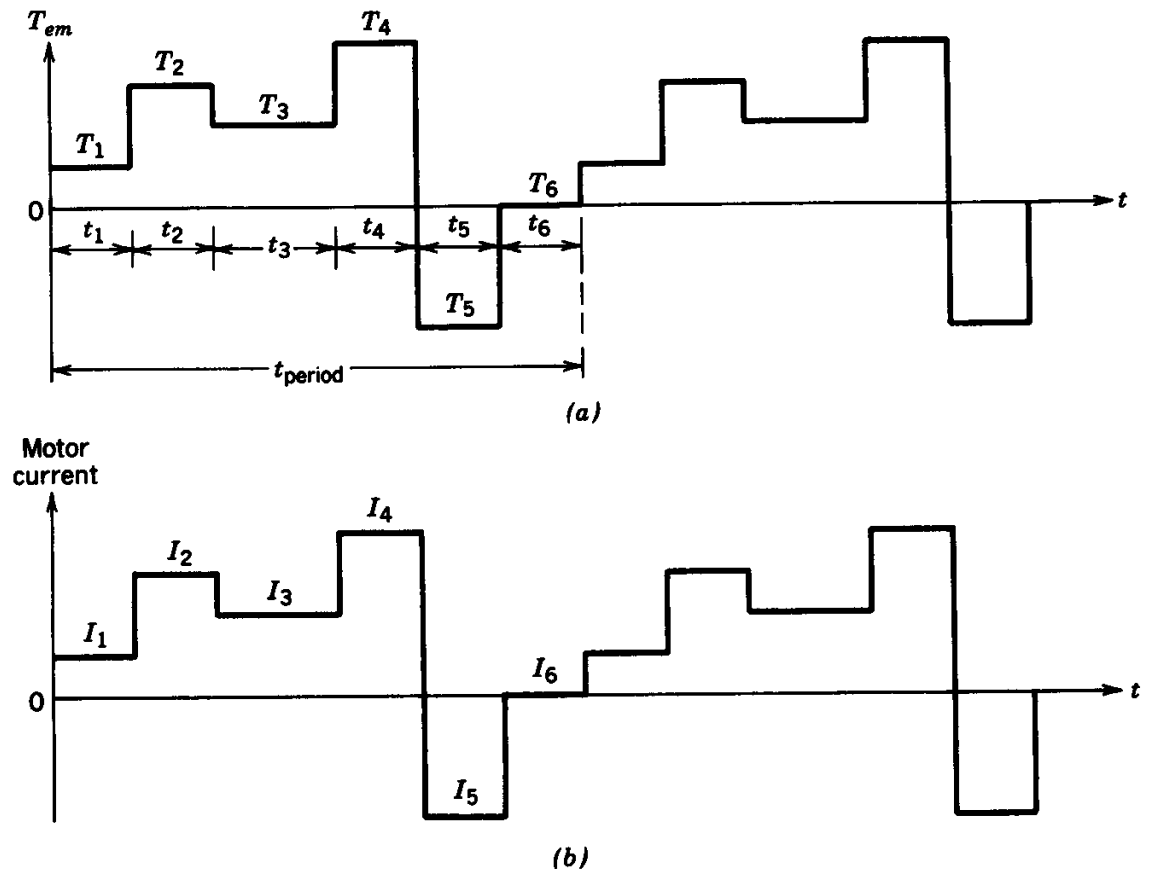 T_em
T_1
T_2
T_3
T_4
T_5
T_6
0
t
t_1
t_2
t_3
t_4
t_5
t_6
t_period
(a)
Motor
current
I_1
I_2
I_3
I_4
I_5
I_6
0
t
(b)